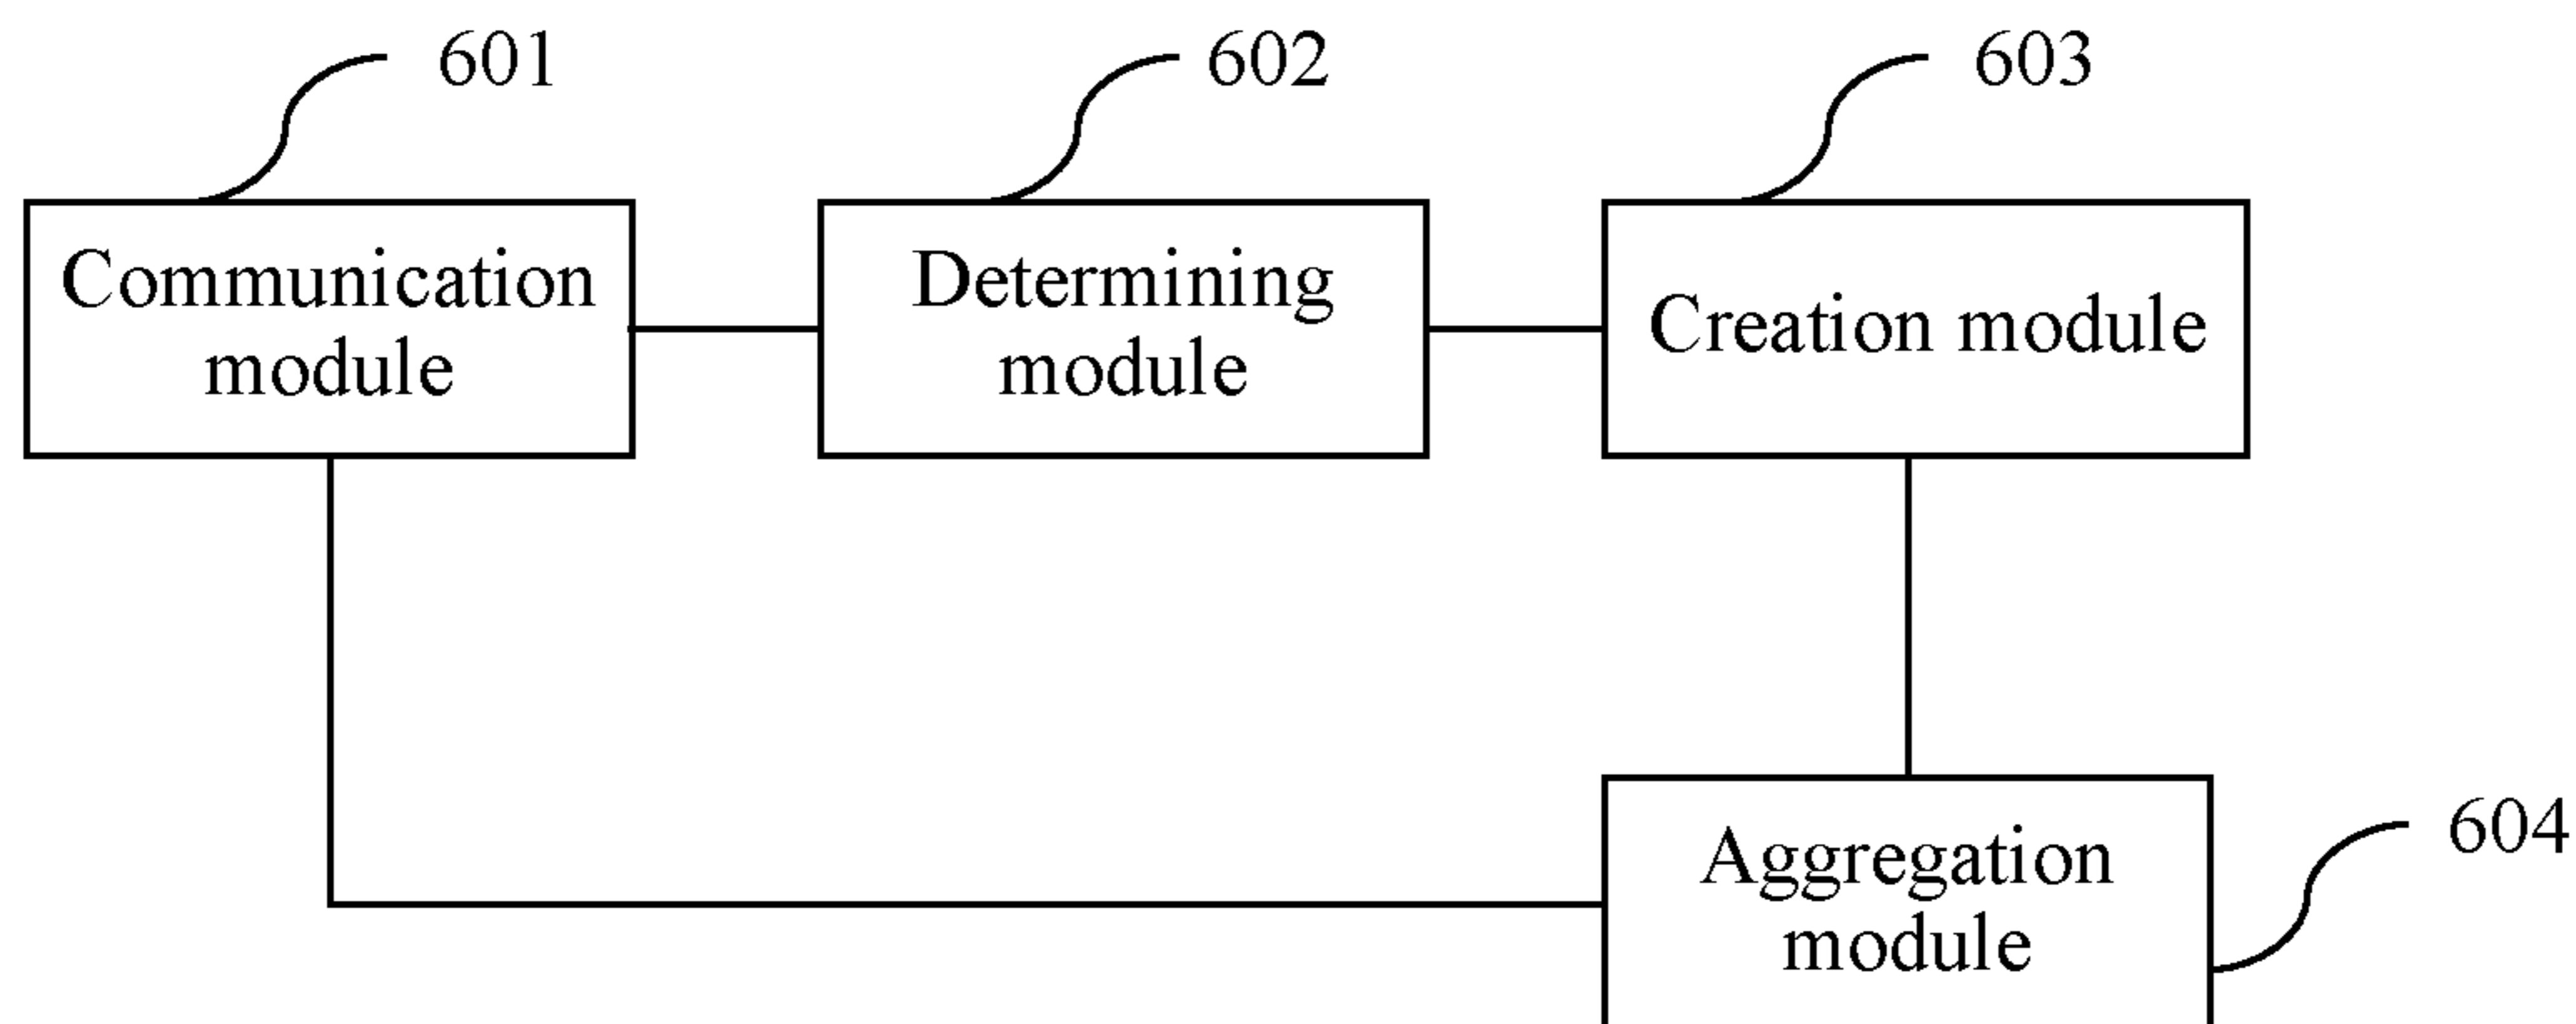 601
602
603
Communication
module
Determining
module
Creation module
Aggregation
module
604